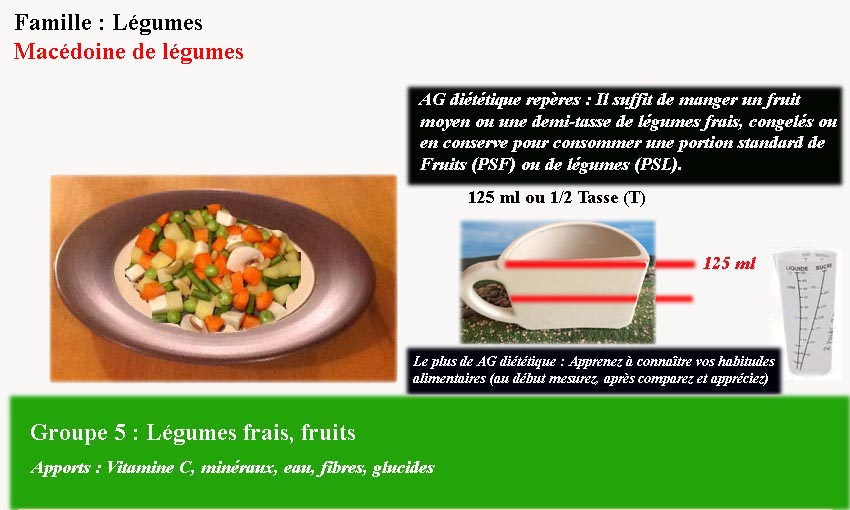 Famille : Légumes
Macédoine de légumes
AG diététique repères : Il suffit de manger un fruit
moyen ou une demi-tasse de légumes frais, congelés ou
en conserve pour consommer une portion standard de
Fruits (PSF) ou de légumes (PSL).
125 ml ou 1/2 Tasse (T)
125 ml
LIQUIDE SUCRE
Le plus de AG diététique : Apprenez à connaître vos habitudes
alimentaires (au début mesurez, après comparez et appréciez)
Groupe 5 : Légumes frais, fruits
Apports : Vitamine C, minéraux, eau, fibres, glucides